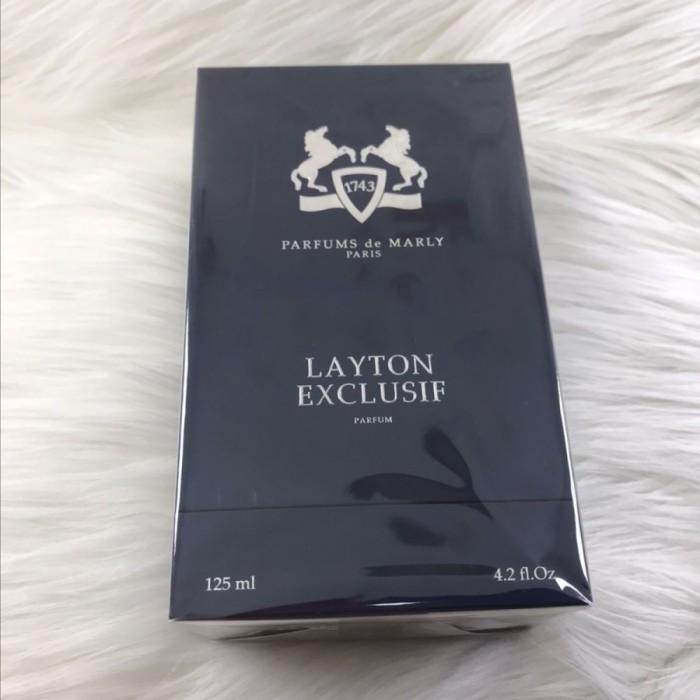 1743
PARFUMS de MARLY
PARIS
LAYTON
EXCLUSIF
PARFUM
125 ml
4.2 fl.Oz